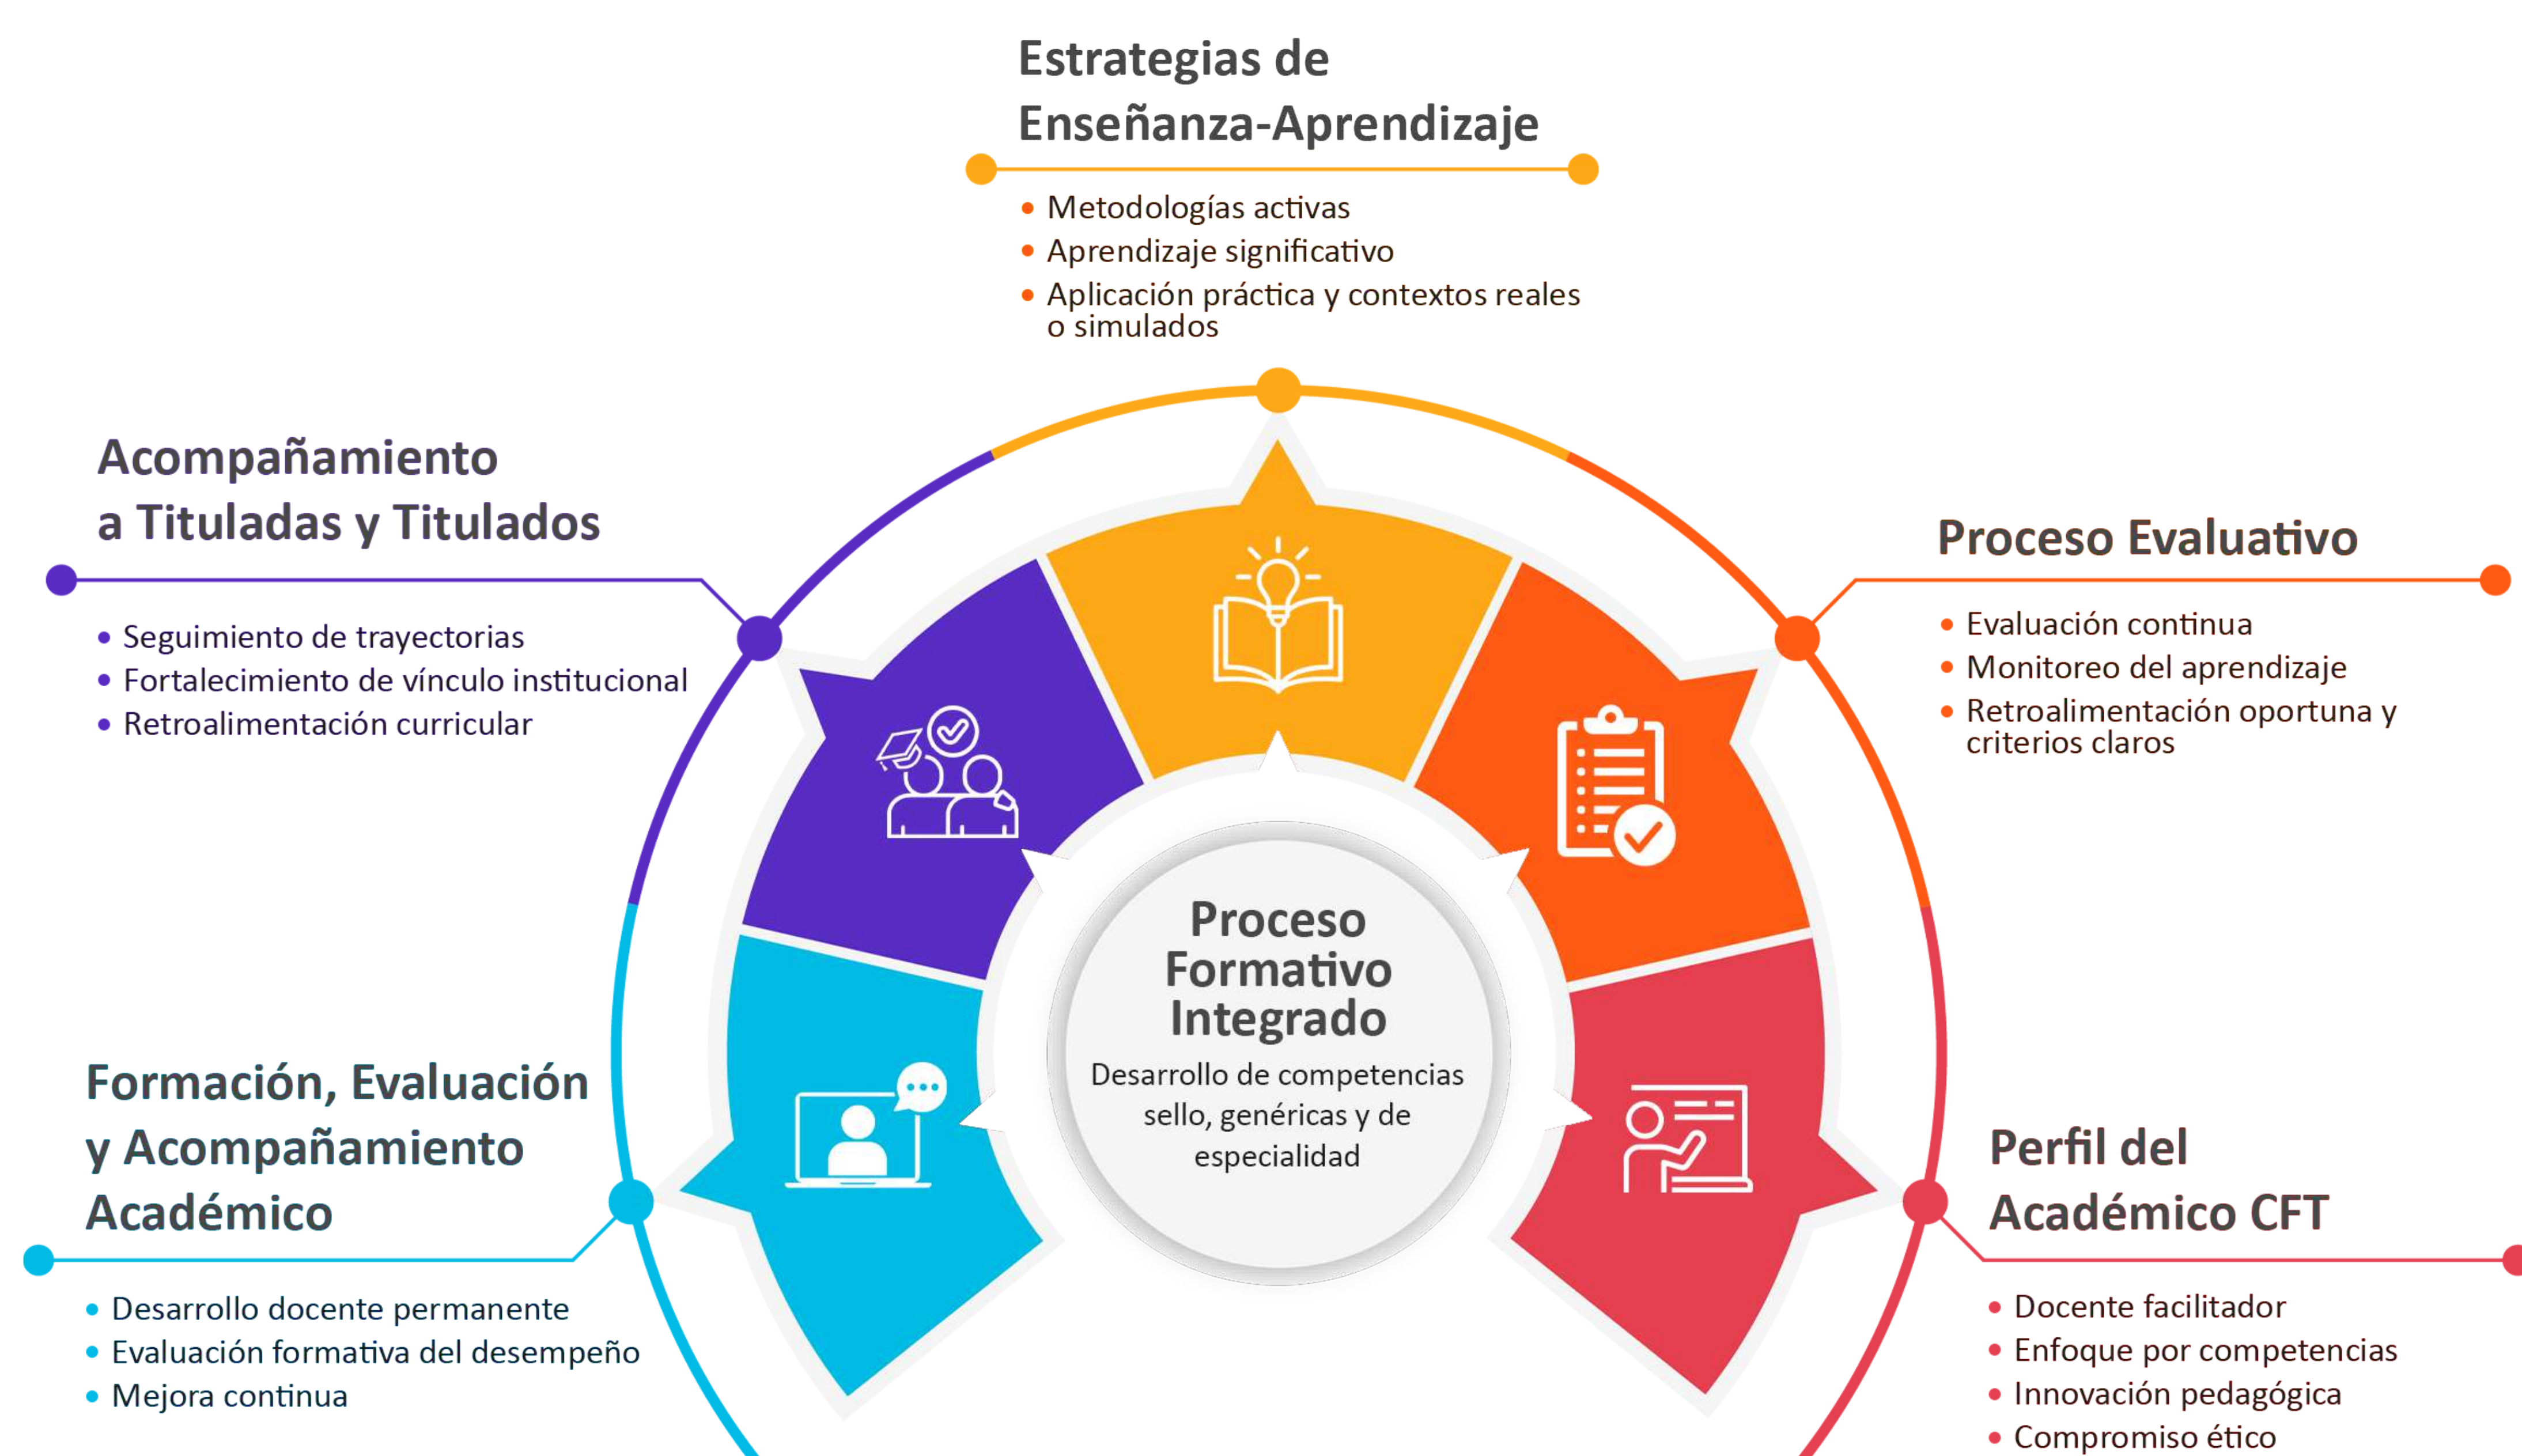 Estrategias de
Enseñanza-Aprendizaje
• Metodologías activas
• Aprendizaje significativo
• Aplicación práctica y contextos reales
o simulados
Acompañamiento
a Tituladas y Titulados
• Seguimiento de trayectorias
• Fortalecimiento de vínculo institucional
• Retroalimentación curricular
Proceso Evaluativo
• Evaluación continua
• Monitoreo del aprendizaje
• Retroalimentación oportuna y
criterios claros
Proceso
Formativo
Integrado
Desarrollo de competencias
sello, genéricas y de
especialidad
Formación, Evaluación
y Acompañamiento
Académico
• Desarrollo docente permanente
• Evaluación formativa del desempeño
• Mejora continua
Perfil del
Académico CFT
• Docente facilitador
• Enfoque por competencias
• Innovación pedagógica
• Compromiso ético